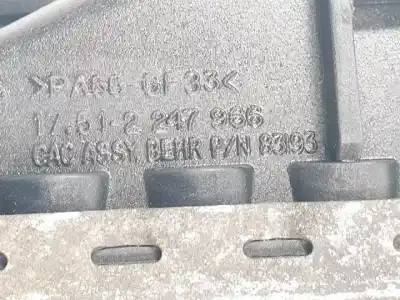 >PA66-GF33<
17.51-2 247 966
CAC ASSY. BEHR P/N 83193